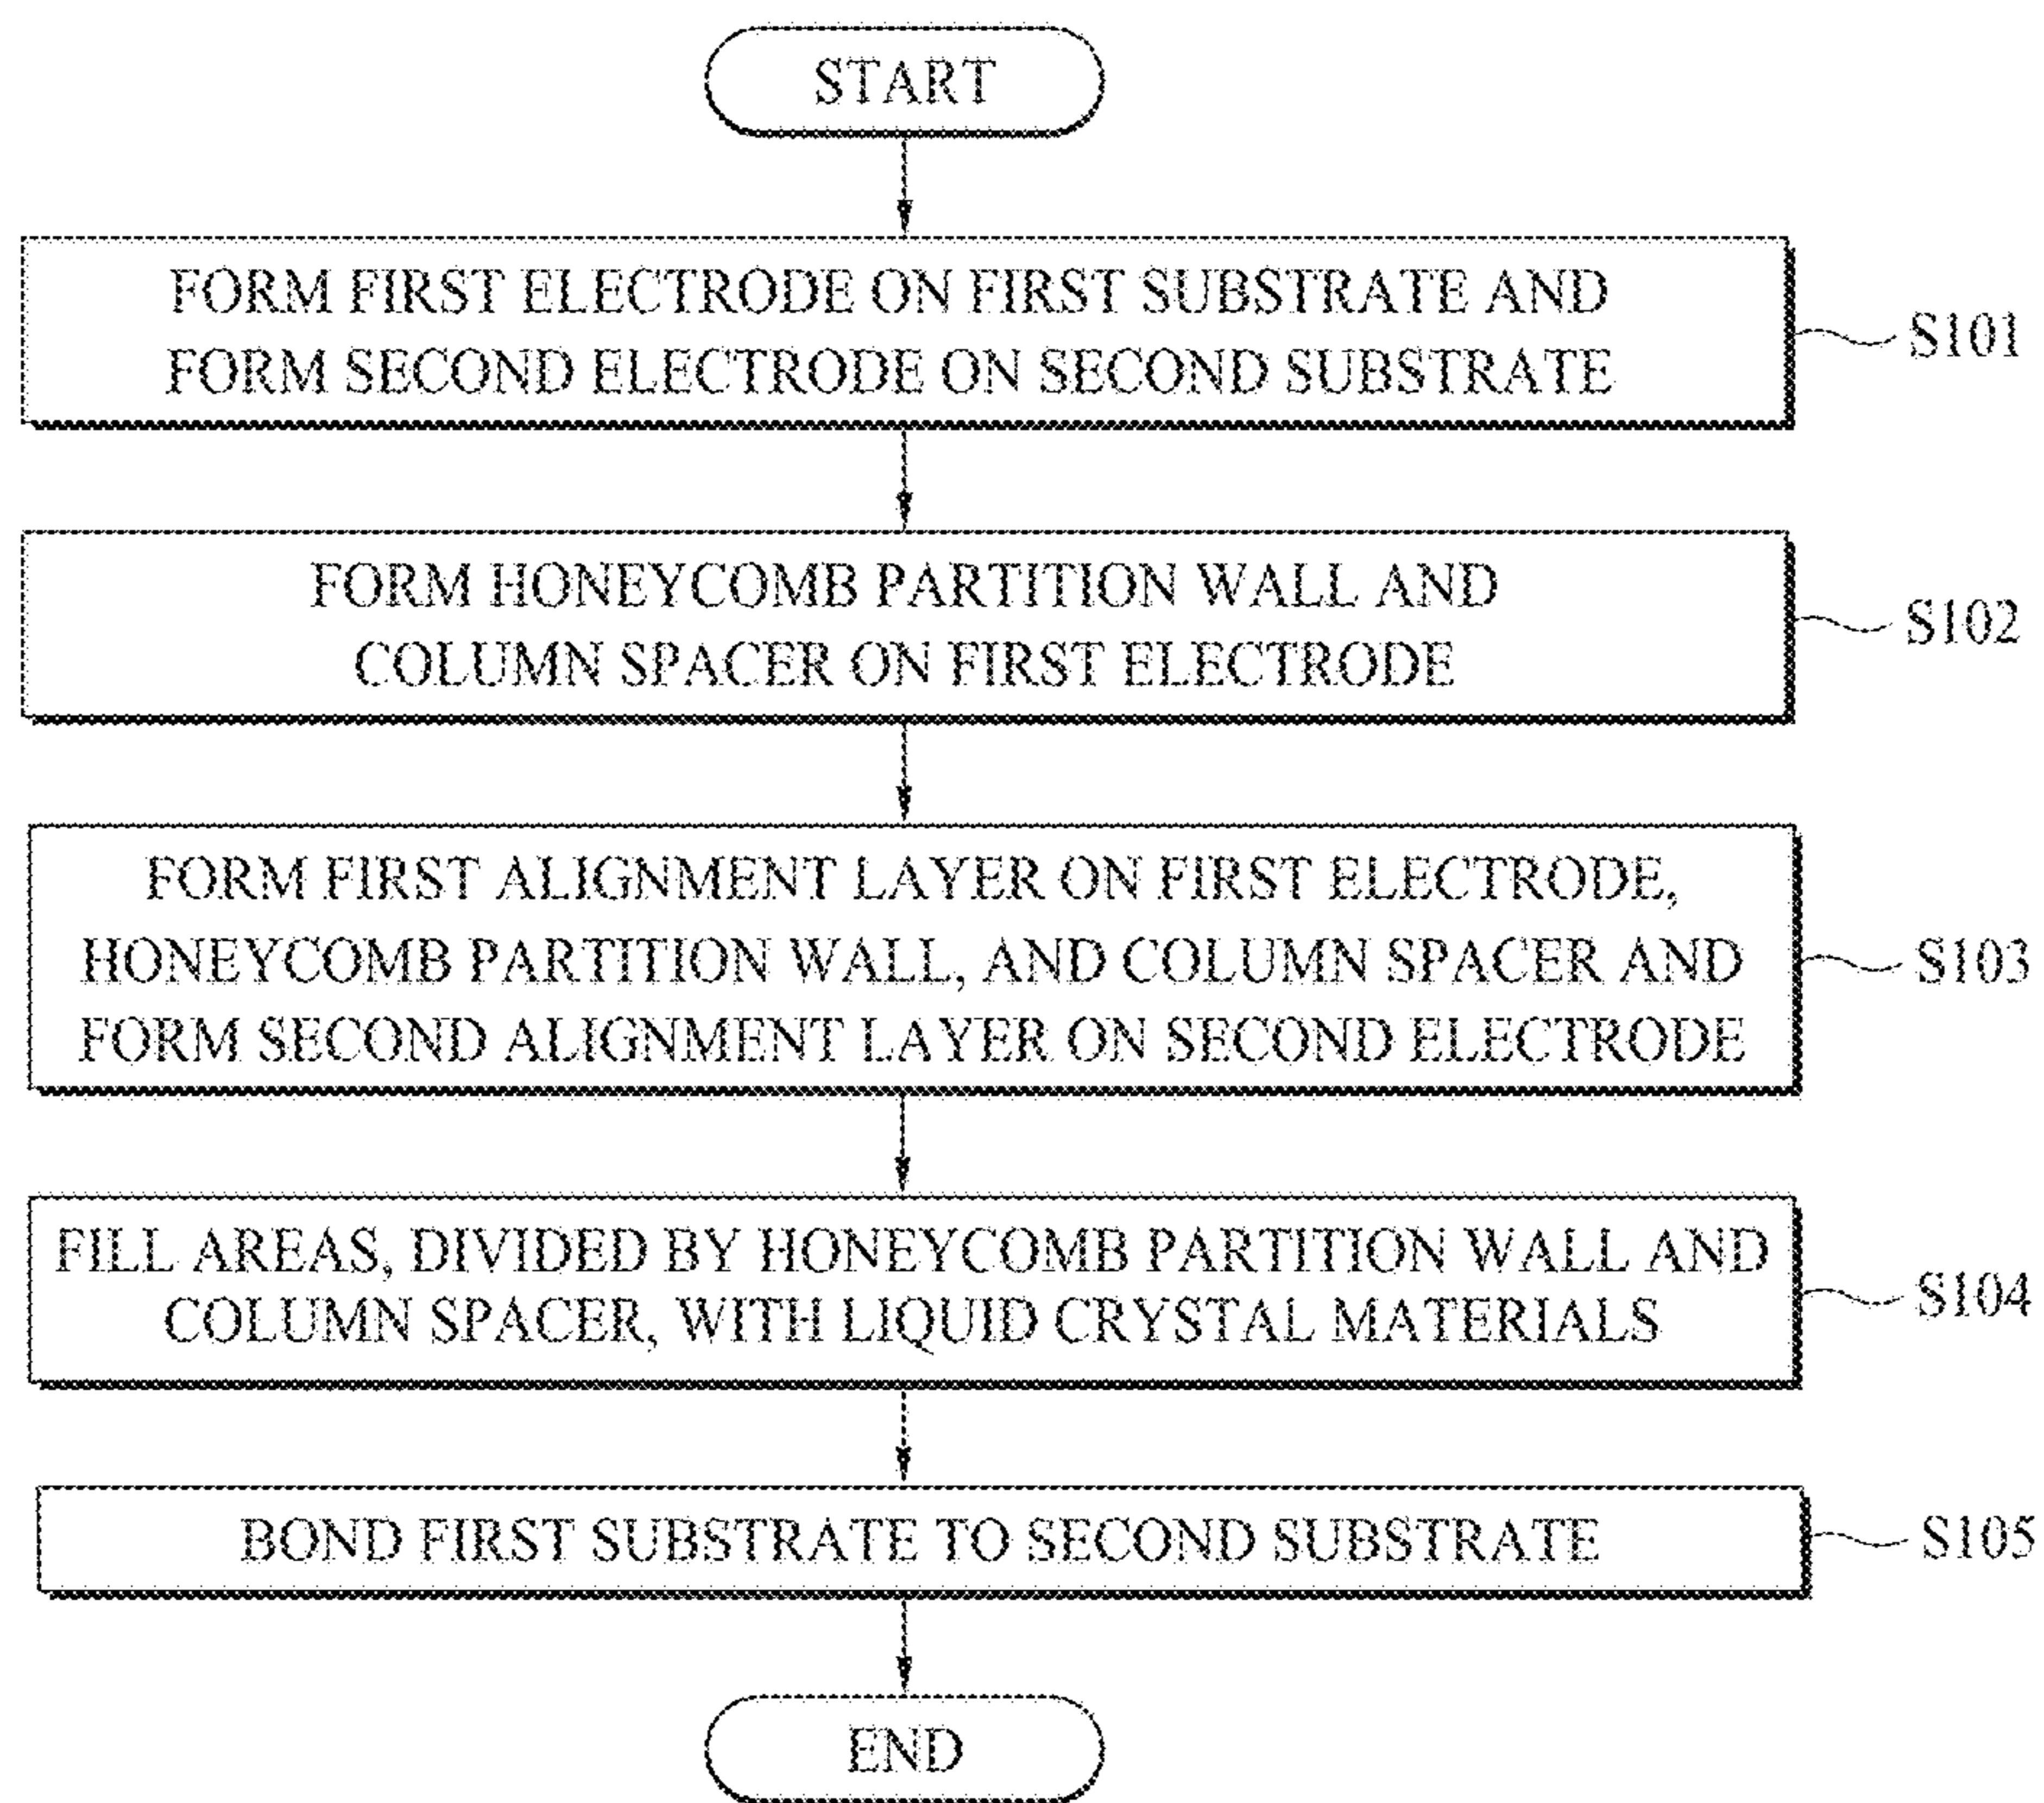 START
FORM FIRST ELECTRODE ON FIRST SUBSTRATE AND
FORM SECOND ELECTRODE ON SECOND SUBSTRATE
S101
FORM HONEYCOMB PARTITION WALL AND
COLUMN SPACER ON FIRST ELECTRODE
S102
FORM FIRST ALIGNMENT LAYER ON FIRST ELECTRODE,
HONEYCOMB PARTITION WALL, AND COLUMN SPACER AND
FORM SECOND ALIGNMENT LAYER ON SECOND ELECTRODE
S103
FILL AREAS, DIVIDED BY HONEYCOMB PARTITION WALL AND
COLUMN SPACER, WITH LIQUID CRYSTAL MATERIALS
S104
BOND FIRST SUBSTRATE TO SECOND SUBSTRATE
S105
END